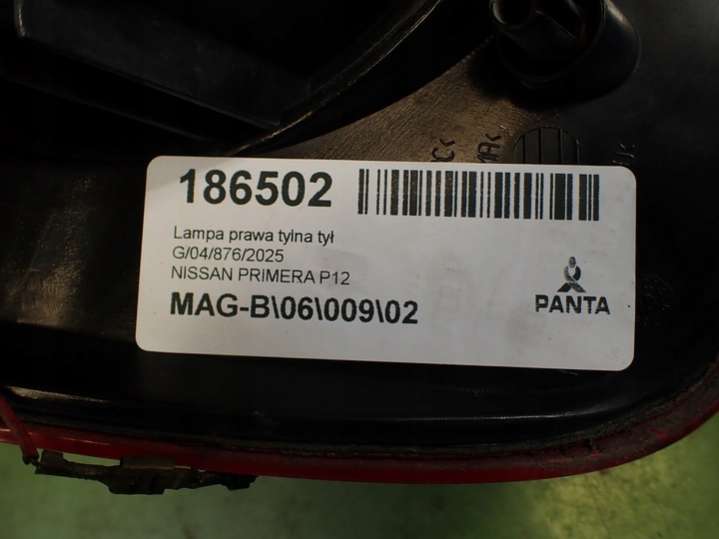 186502
Lampa prawa tylna tył
G/04/876/2025
NISSAN PRIMERA P12
MAG-B\06\009\02
PANTA